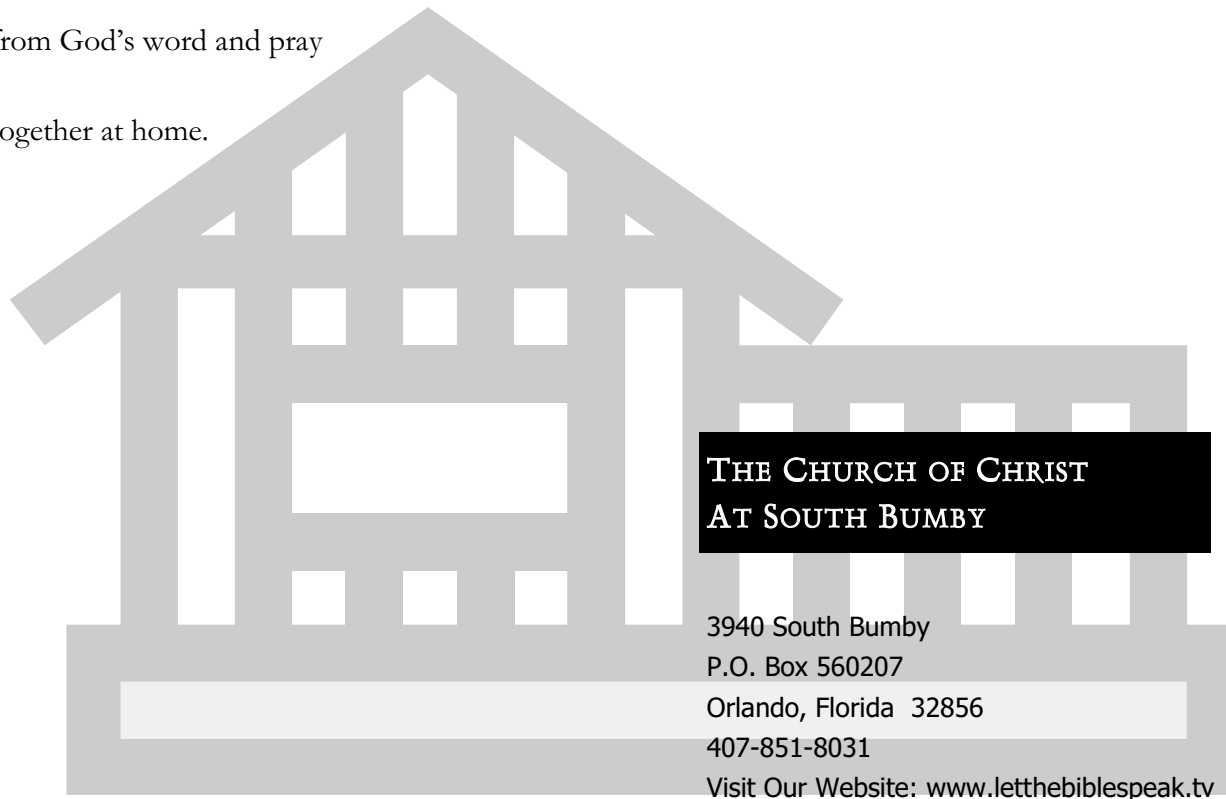 from God’s word and pray
together at home.
THE CHURCH OF CHRIST
AT SOUTH BUMBY
3940 South Bumby
P.O. Box 560207
Orlando, Florida 32856
407-851-8031
Visit Our Website: www.letthebiblespeak.tv